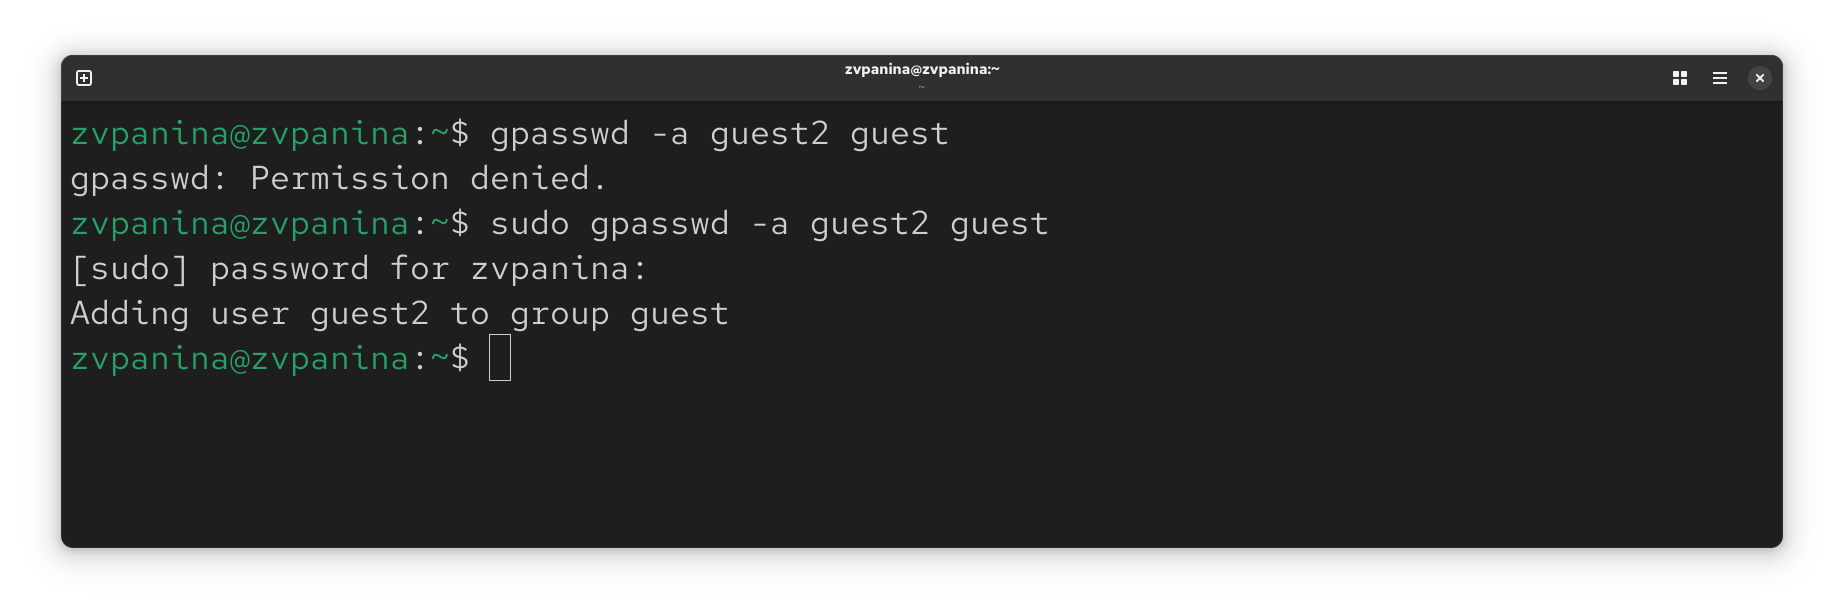 zvpanina@zvpanina:~
~
zvpanina@zvpanina:~$ gpasswd -a guest2 guest
gpasswd: Permission denied.
zvpanina@zvpanina:~$ sudo gpasswd -a guest2 guest
[sudo] password for zvpanina:
Adding user guest2 to group guest
zvpanina@zvpanina:~$